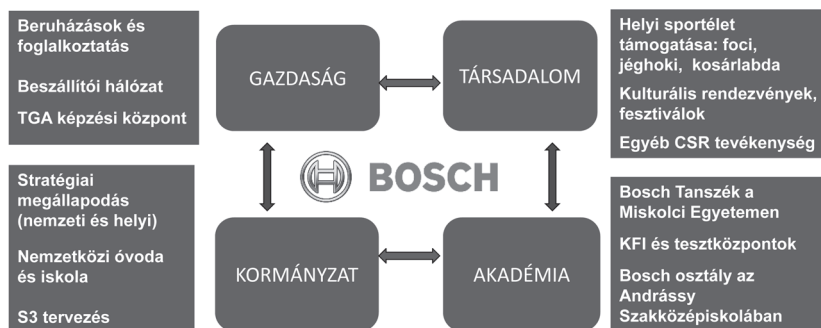 Beruházások és
foglalkoztatás
Beszállítói hálózat
TGA képzési központ
GAZDASÁG
TÁRSADALOM
Helyi sportélet
támogatása: foci,
jéghoki, kosárlabda
Kulturális rendezvények,
fesztiválok
Egyéb CSR tevékenység
BOSCH
Stratégiai
megállapodás
(nemzeti és helyi)
Nemzetközi óvoda
és iskola
S3 tervezés
KORMÁNYZAT
AKADÉMIA
Bosch Tanszék a
Miskolci Egyetemen
KFI és tesztközpontok
Bosch osztály az
Andrássy
Szakközépiskolában